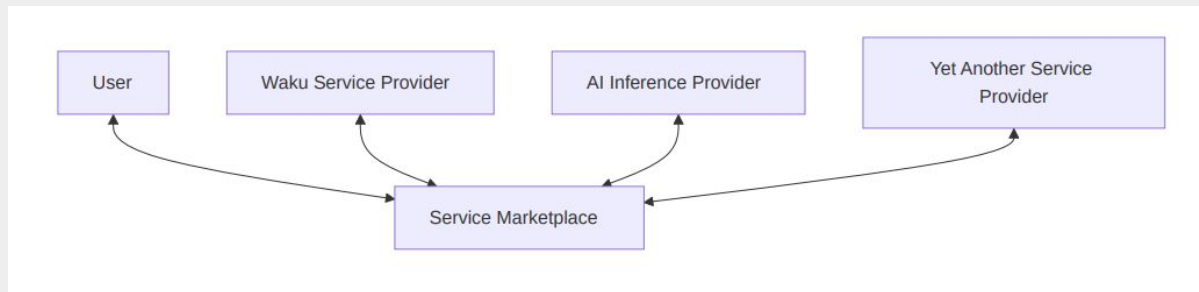 User
Waku Service Provider
AI Inference Provider
Yet Another Service
Provider
Service Marketplace